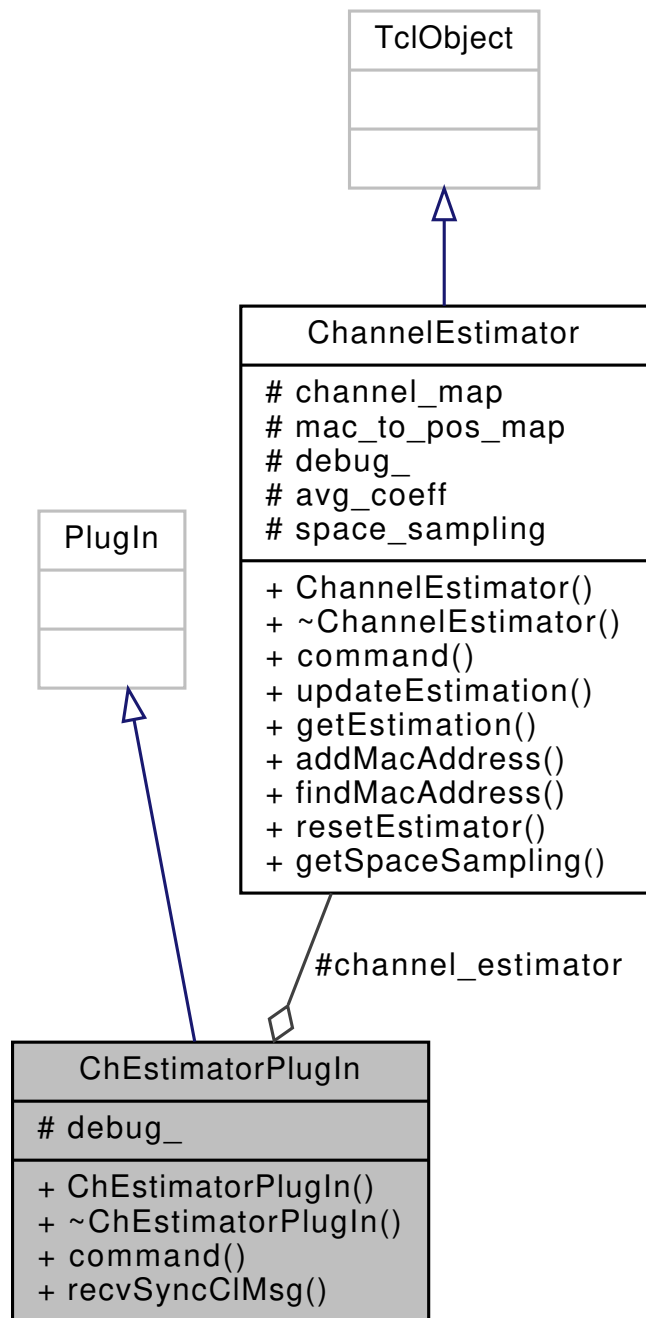 TclObject
ChannelEstimator
# channel_map
# mac_to_pos_map
# debug_
# avg_coeff
# space_sampling
+ ChannelEstimator()
+ ~ChannelEstimator()
+ command()
+ updateEstimation()
+ getEstimation()
+ addMacAddress()
+ findMacAddress()
+ resetEstimator()
+ getSpaceSampling()
PlugIn
#channel_estimator
ChEstimatorPlugIn
# debug_
+ ChEstimatorPlugIn()
+ ~ChEstimatorPlugIn()
+ command()
+ recvSyncClMsg()